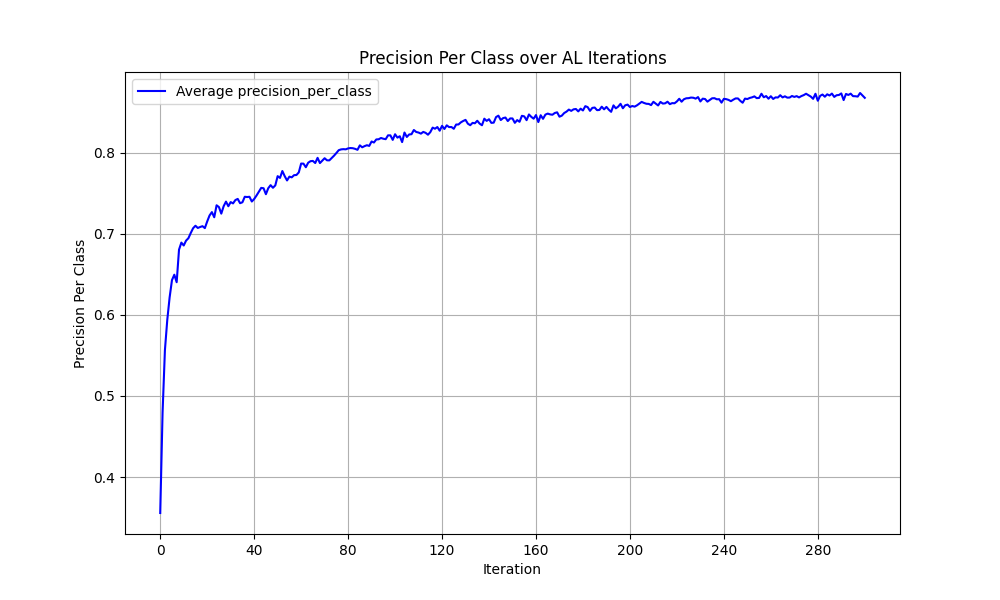 Precision Per Class over AL Iterations
Average precision_per_class
Precision Per Class
0.8
0.7
0.6
0.5
0.4
0 40 80 120 160 200 240 280
Iteration